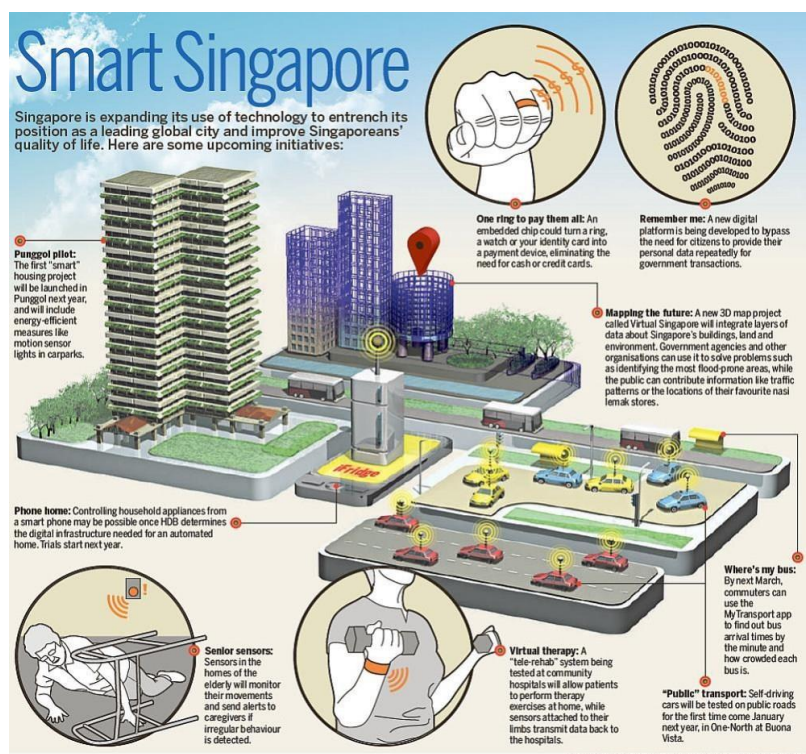 Smart Singapore
Singapore is expanding its use of technology to entrench its
position as a leading global city and improve Singaporeans'
quality of life. Here are some upcoming initiatives:
One ring to pay them all: An
embedded chip could turn a ring,
a watch or your identity card into
a payment device, eliminating the
need for cash or credit cards.
Remember me: A new digital
platform is being developed to bypass
the need for citizens to provide their
personal data repeatedly for
government transactions.
Punggol pilot:
The first "smart"
housing project
will be launched in
Punggol next year,
and will include
energy-efficient
measures like
motion sensor
lights in carparks.
Mapping the future: A new 3D map project
called Virtual Singapore will integrate layers of
data about Singapore's buildings, land and
environment. Government agencies and other
organisations can use it to solve problems such
as identifying the most flood-prone areas, while
the public can contribute information like traffic
patterns or the locations of their favourite nasi
lemak stores.
iFridge
Phone home: Controlling household appliances from
a smart phone may be possible once HDB determines
the digital infrastructure needed for an automated
home. Trials start next year.
Where's my bus:
By next March,
commuters can
use the
MyTransport app
to find out bus
arrival times by
the minute and
how crowded each
bus is.
Senior sensors:
Sensors in the
homes of the
elderly will monitor
their movements
and send alerts to
caregivers if
irregular behaviour
is detected.
Virtual therapy: A
"tele-rehab" system being
tested at community
hospitals will allow patients
to perform therapy
exercises at home, while
sensors attached to their
limbs transmit data back to
the hospitals.
"Public" transport: Self-driving
cars will be tested on public roads
for the first time come January
next year, in One-North at Buona
Vista.